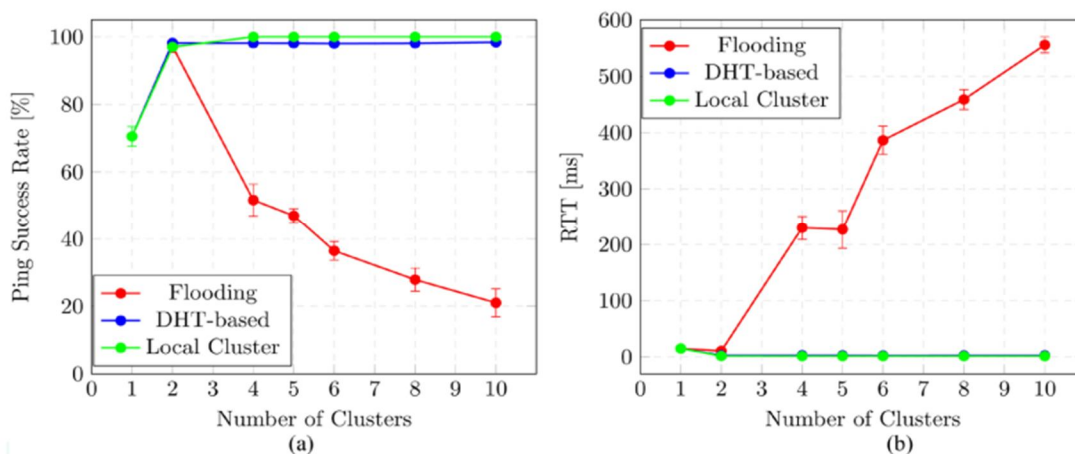 100
80
60
40
20
0
Ping Success Rate [%]
Flooding
DHT-based
Local Cluster
0 1 2 3 4 5 6 7 8 9 10
Number of Clusters
(a)
600
500
400
300
200
100
0
RTT [ms]
Flooding
DHT-based
Local Cluster
0 1 2 3 4 5 6 7 8 9 10
Number of Clusters
(b)